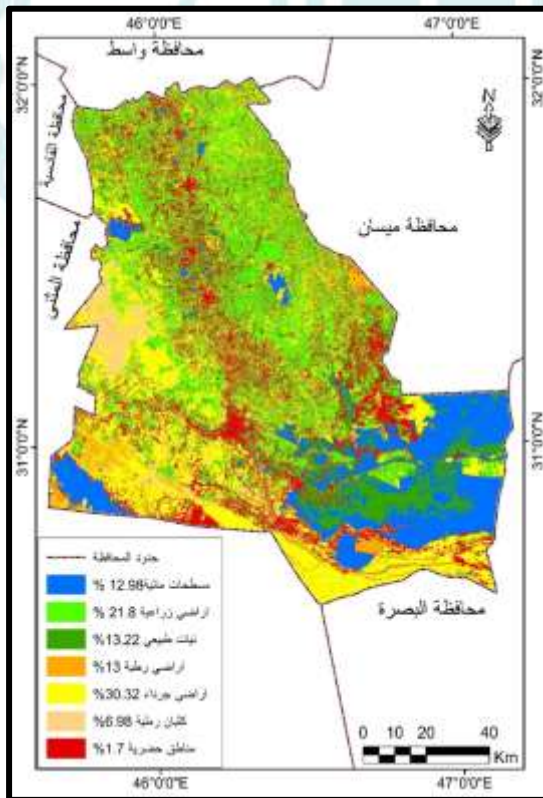 46°0'0"E
47°0'0"E
محافظة واسط
32°0'0"N
32°0'0"N
N
محافظة القادسية
محافظة ميسان
محافظة المثنى
31°0'0"N
31°0'0"N
محافظة البصرة
حدود المحافظة
مسطحات مائية12.98 %
اراضي زراعية 21.8 %
نبات طبيعي 13.22%
اراضي رطبة 13%
اراضي جرداء 30.32%
كثبان رملية 6.98%
مناطق حضرية 1.7%
0 5 10 20 40
Km
46°0'0"E
47°0'0"E